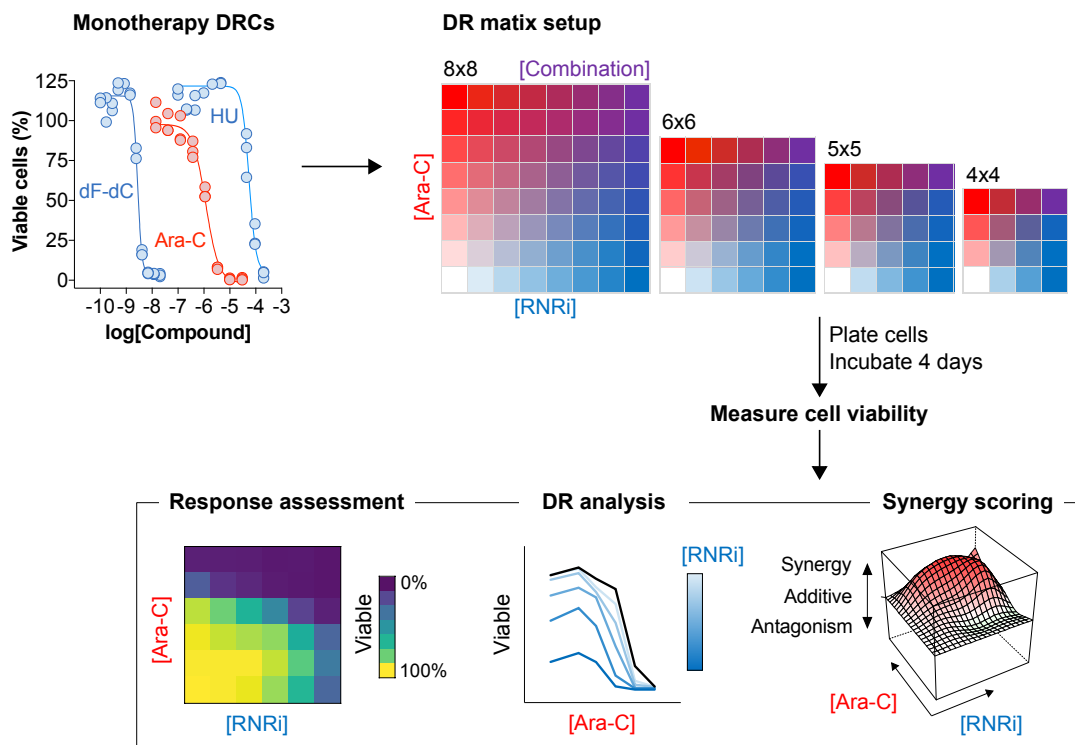 Monotherapy DRCs
Viable cells (%)
125
100
75
50
25
0
HU
dF-dC
Ara-C
-10 -9 -8 -7 -6 -5 -4 -3
log[Compound]
DR matix setup
8x8 [Combination]
6x6
5x5
4x4
[Ara-C]
[RNRi]
Plate cells
Incubate 4 days
Measure cell viability
Response assessment
[Ara-C]
[RNRi]
Viable
0%
100%
DR analysis
Viable
[Ara-C]
[RNRi]
Synergy scoring
Synergy
Additive
Antagonism
[Ara-C]
[RNRi]